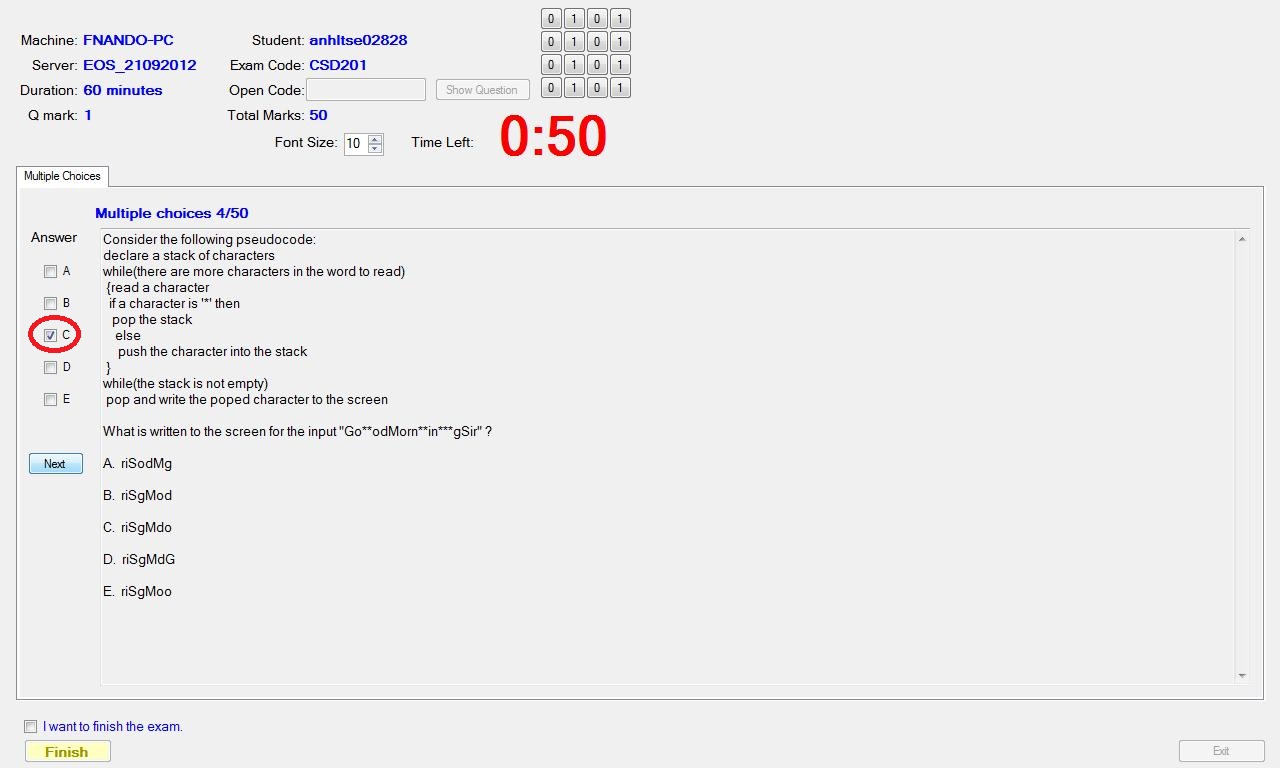 Machine: FNANDO-PC Student: anhltse02828
Server: EOS_21092012 Exam Code: CSD201
Duration: 60 minutes Open Code: Show Question
Q mark: 1 Total Marks: 50
0 1 0 1
0 1 0 1
0 1 0 1
0 1 0 1
Font Size: 10 Time Left: 0:50
Multiple Choices
Multiple choices 4/50
Answer
A
B
C
D
E
Next
Consider the following pseudocode:
declare a stack of characters
while(there are more characters in the word to read)
{read a character
if a character is '*' then
pop the stack
else
push the character into the stack
}
while(the stack is not empty)
pop and write the poped character to the screen
What is written to the screen for the input "Go**odMorn**in***gSir" ?
A. riSodMg
B. riSgMod
C. riSgMdo
D. riSgMdG
E. riSgMoo
I want to finish the exam.
Finish
Exit